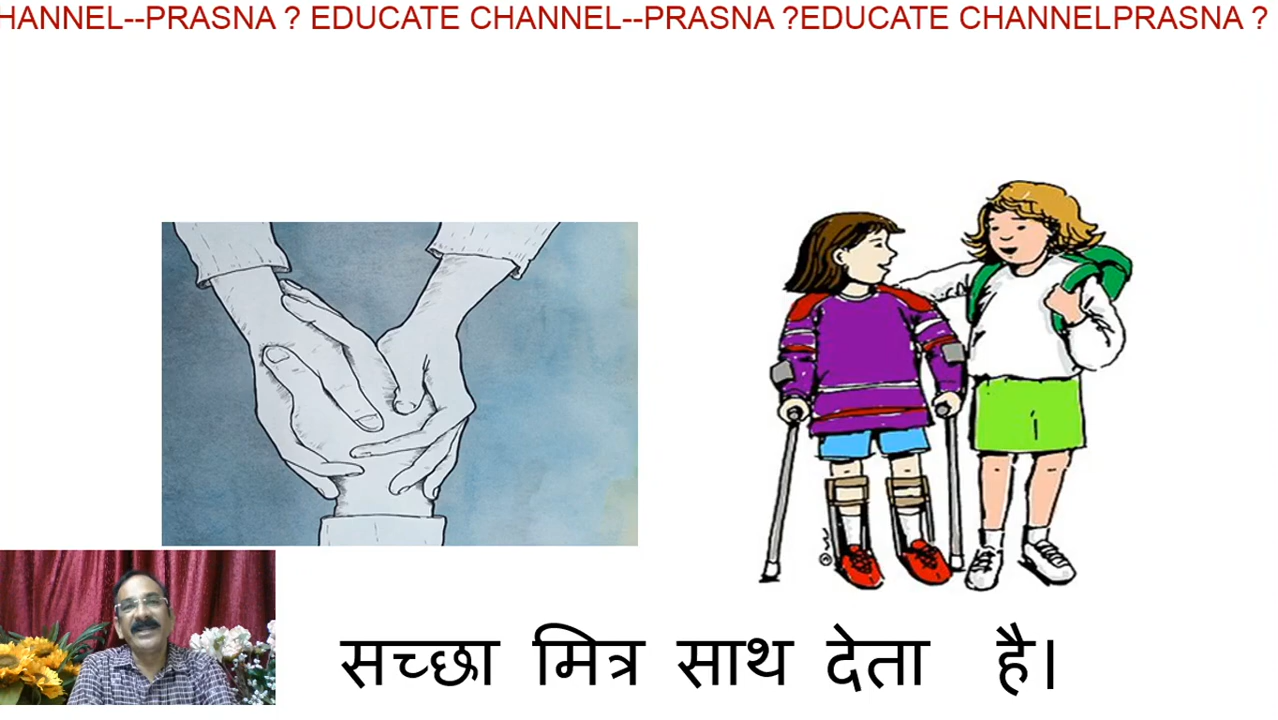 HANNEL--PRASNA ? EDUCATE CHANNEL--PRASNA ?EDUCATE CHANNELPRASNA ?
सच्छा मित्र साथ देता है।